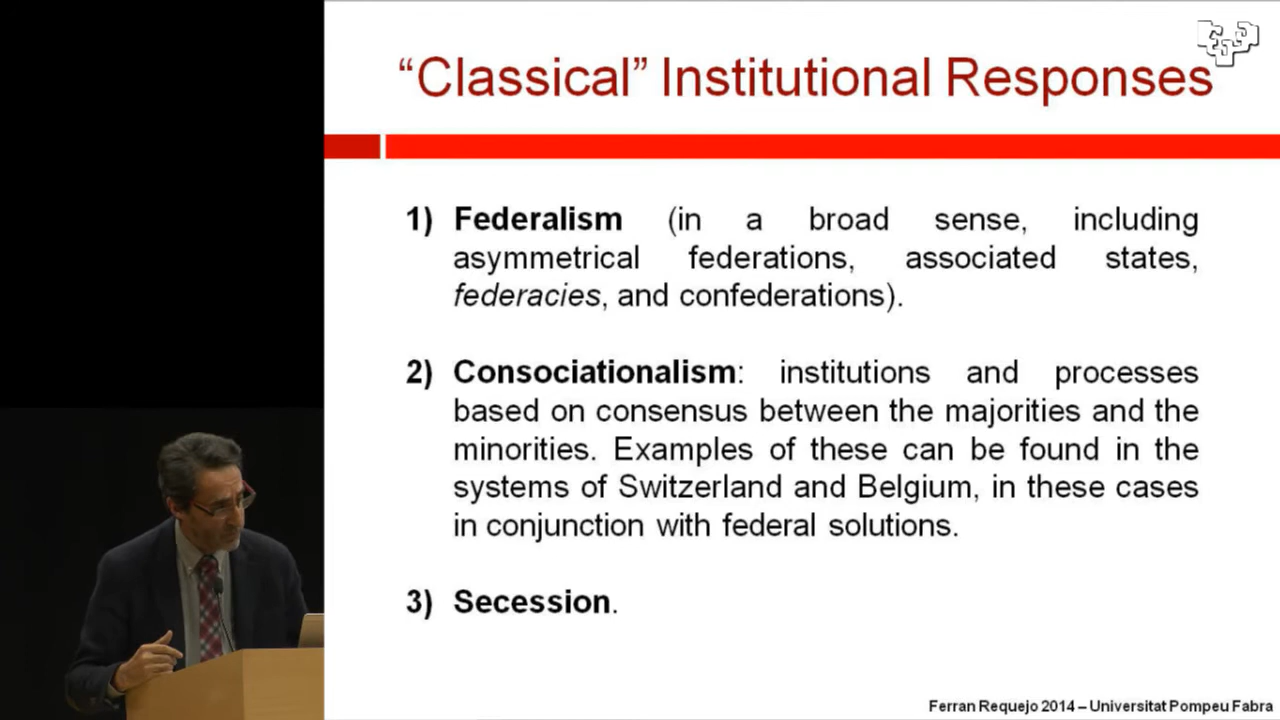 “Classical” Institutional Responses
1) Federalism (in a broad sense, including
asymmetrical federations, associated states,
federacies, and confederations).
2) Consociationalism: institutions and processes
based on consensus between the majorities and the
minorities. Examples of these can be found in the
systems of Switzerland and Belgium, in these cases
in conjunction with federal solutions.
3) Secession.
Ferran Requejo 2014 – Universitat Pompeu Fabra